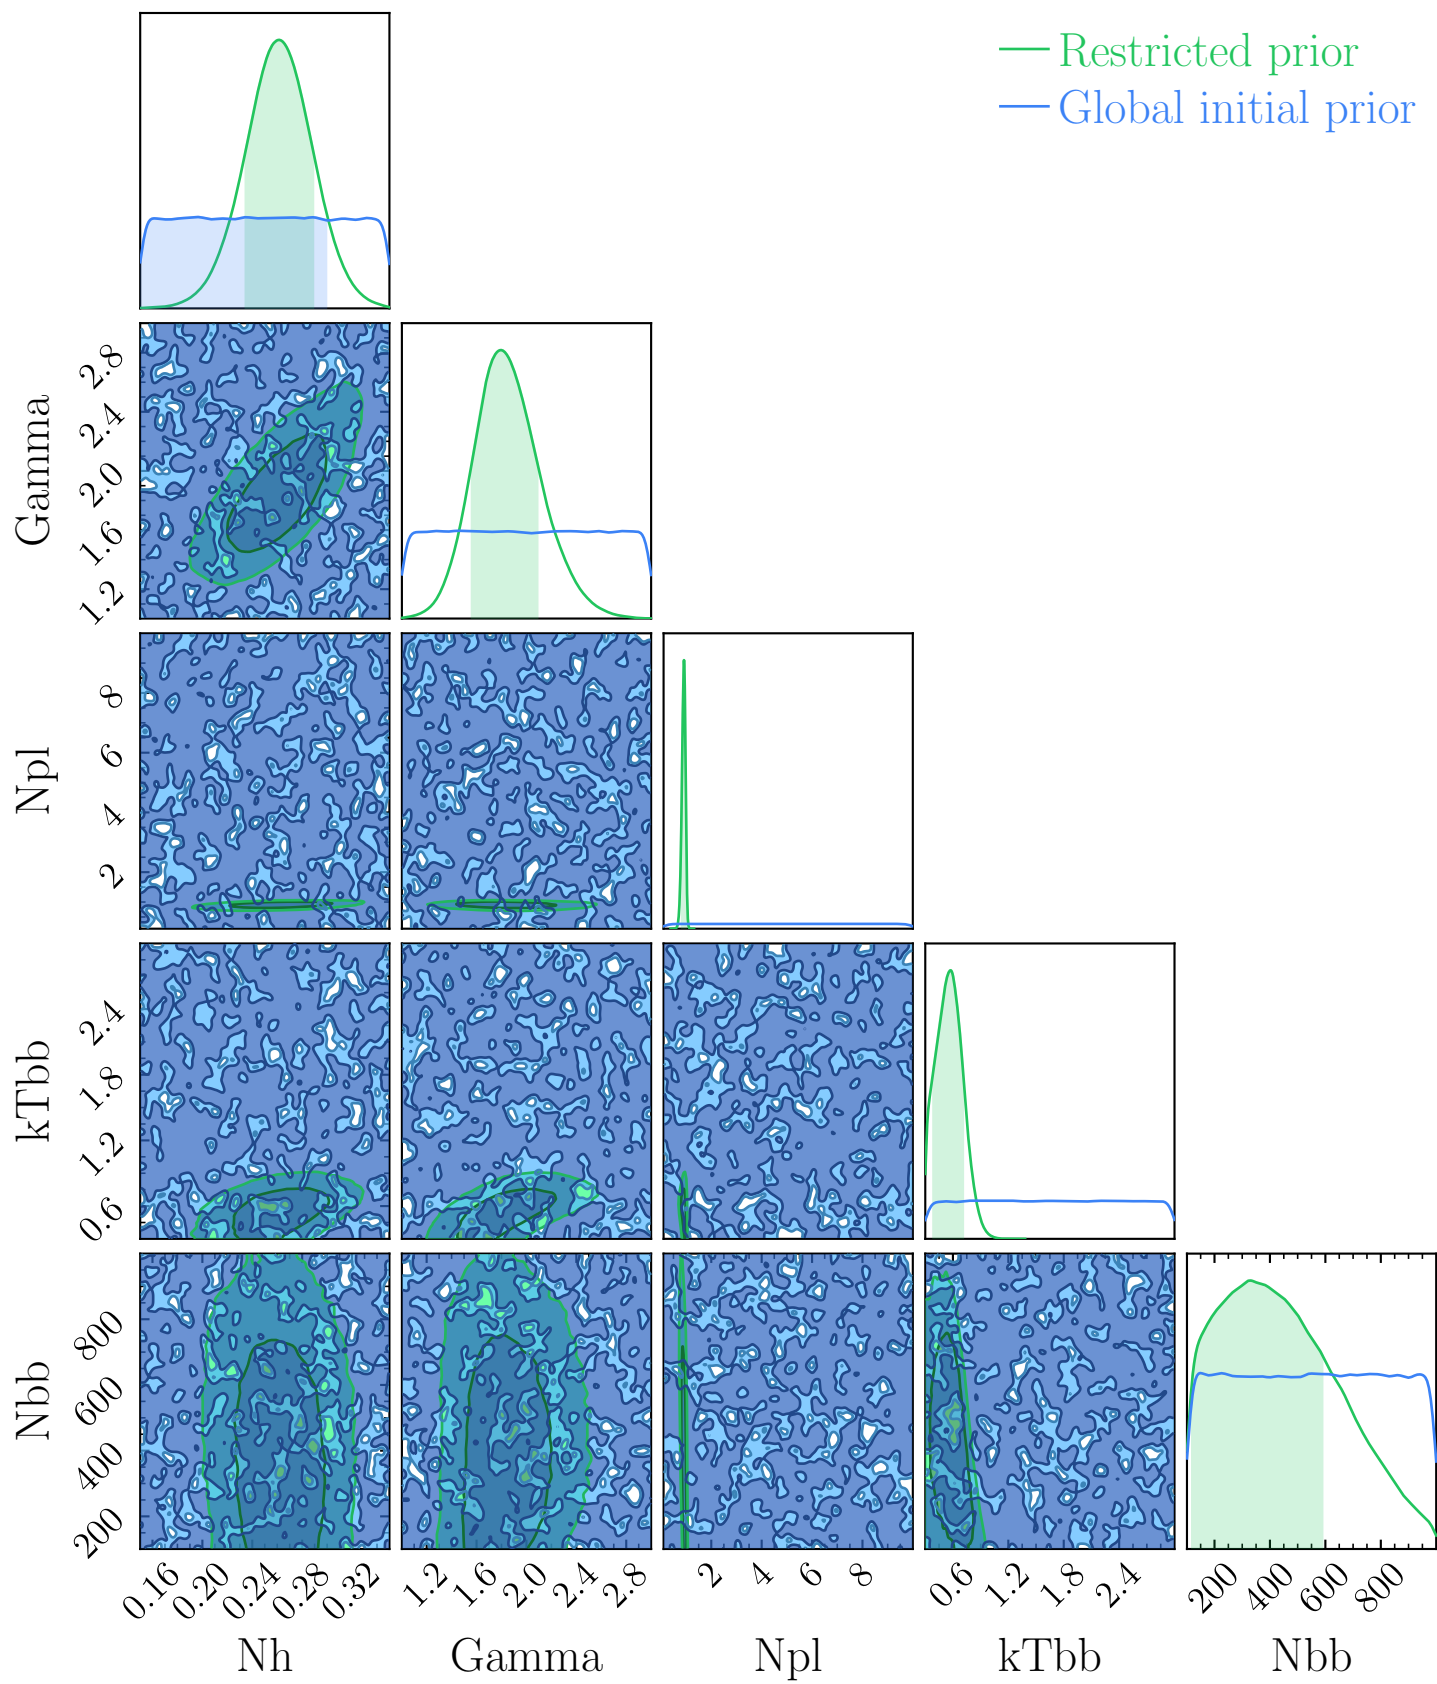 Restricted prior
Global initial prior
2.8
2.4
2.0
1.6
1.2
Gamma
8
6
4
2
Npl
2.4
1.8
1.2
0.6
kTbb
800
600
400
200
Nbb
0.16 0.20 0.24 0.28 0.32
1.2 1.6 2.0 2.4 2.8
2 4 6 8
0.6 1.2 1.8 2.4
200 400 600 800
Nh Gamma Npl kTbb Nbb